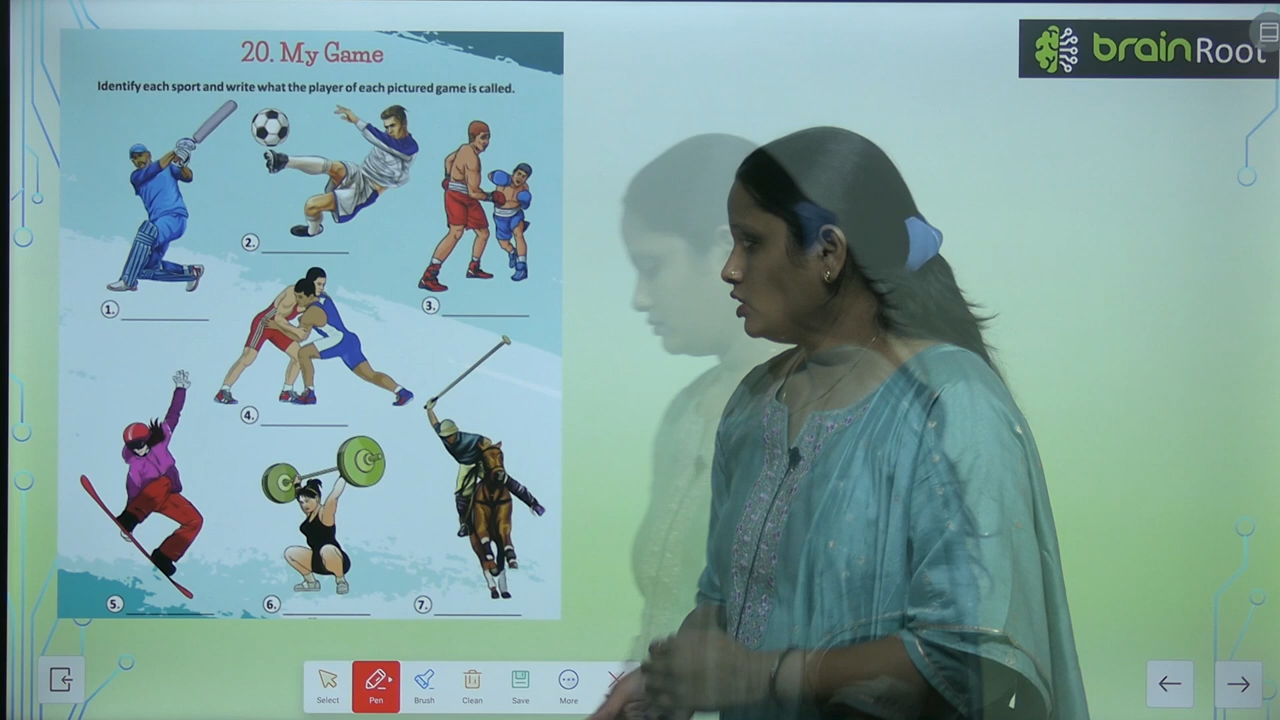 20. My Game
brainRoot
Identify each sport and write what the player of each pictured game is called.
2.
1.
3.
4.
5.
6.
7.
Select
Pen
Brush
Clean
Save
More